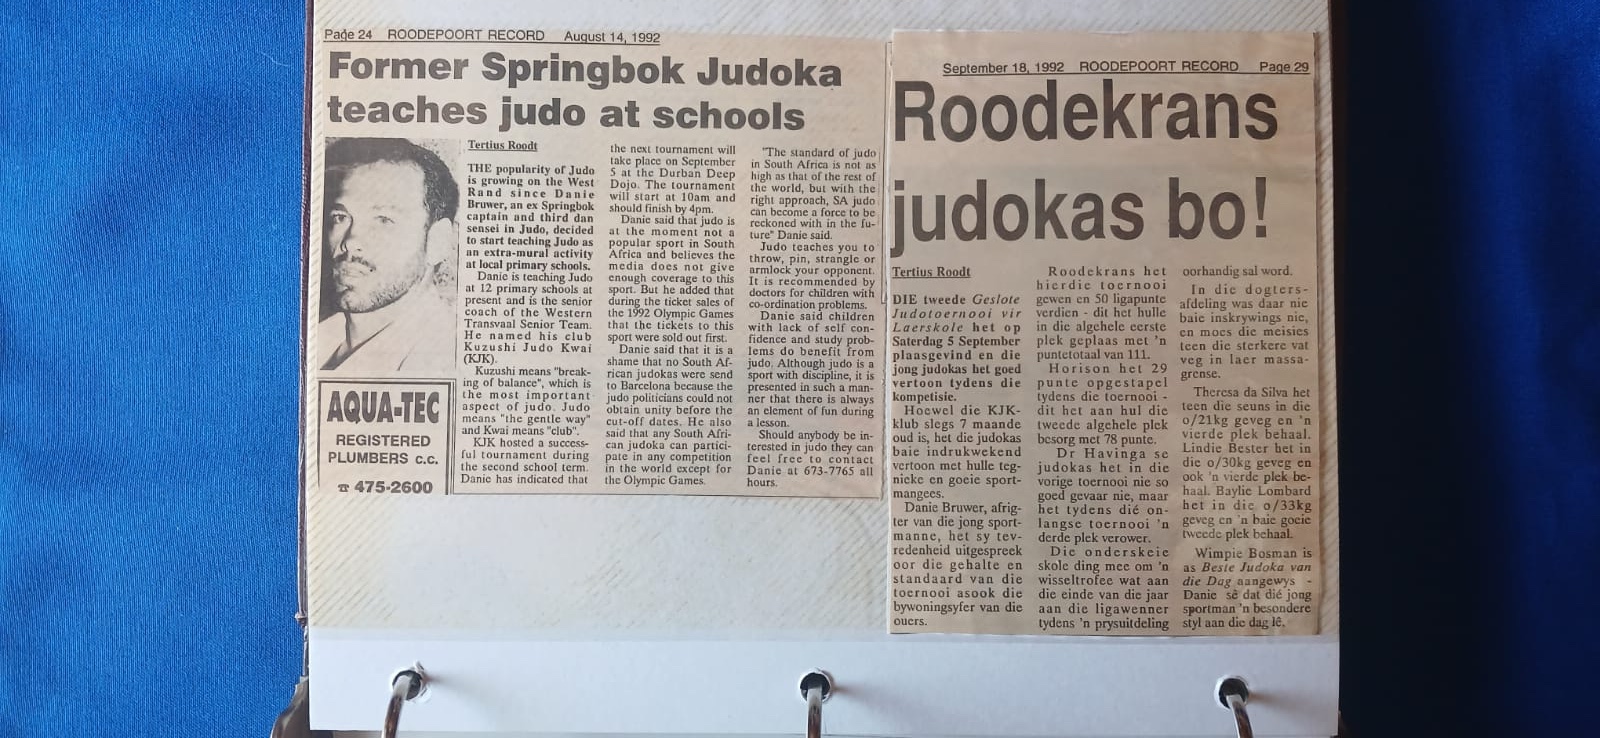 Page 24 ROODEPOORT RECORD August 14, 1992
Former Springbok Judoka
teaches judo at schools
Tertius Roodt
THE popularity of Judo
is growing on the West
Rand since Danie
Bruwer, an ex Springbok
captain and third dan
sensei in Judo, decided
to start teaching Judo as
an extra-mural activity
at local primary schools.
Danie is teaching Judo
at 12 primary schools at
present and is the senior
coach of the Western
Transvaal Senior Team.
He named his club
Kuzushi Judo Kwai
(KJK).
Kuzushi means "break-
ing of balance", which is
the most important
aspect of judo. Judo
means "the gentle way"
and Kwai means "club".
KJK hosted a success-
ful tournament during
the second school term.
Danie has indicated that
the next tournament will
take place on September
5 at the Durban Deep
Dojo. The tournament
will start at 10am and
should finish by 4pm.
Danie said that judo is
at the moment not a
popular sport in South
Africa and believes the
media does not give
enough coverage to this
sport. But he added that
during the ticket sales of
the 1992 Olympic Games
that the tickets to this
sport were sold out first.
Danie said that it is a
shame that no South Af-
rican judokas were send
to Barcelona because the
judo politicians could not
obtain unity before the
cut-off dates. He also
said that any South Afri-
can judoka can partici-
pate in any competition
in the world except for
the Olympic Games.
"The standard of judo
in South Africa is not as
high as that of the rest of
the world, but with the
right approach, SA judo
can become a force to be
reckoned with in the fu-
ture" Danie said.
Judo teaches you to
throw, pin, strangle or
armlock your opponent.
It is recommended by
doctors for children with
co-ordination problems.
Danie said children
with lack of self con-
fidence and study prob-
lems do benefit from
judo. Although judo is a
sport with discipline, it is
presented in such a man-
ner that there is always
an element of fun during
a lesson.
Should anybody be in-
terested in judo they can
feel free to contact
Danie at 673-7765 all
hours.
AQUA-TEC
REGISTERED
PLUMBERS C.C.
☎ 475-2600
September 18, 1992 ROODEPOORT RECORD Page 29
Roodekrans
judokas bo!
Tertius Roodt
DIE tweede Geslote
Judotoernooi vir
Laerskole het op
Saterdag 5 September
plaasgevind en die
jong judokas het goed
vertoon tydens die
kompetisie.
Hoewel die KJK-
klub slegs 7 maande
oud is, het die judokas
baie indrukwekend
vertoon met hulle teg-
nieke en goeie sport-
mangees.
Danie Bruwer, afrig-
ter van die jong sport-
manne, het sy tev-
redenheid uitgespreek
oor die gehalte en
standaard van die
toernooi asook die
bywoningsyfer van die
ouers.
Roodekrans het
hierdie toernooi
gewen en 50 ligapunte
verdien - dit het hulle
in die algehele eerste
plek geplaas met 'n
puntetotaal van 111.
Horison het 29
punte opgestapel
tydens die toernooi -
dit het aan hul die
tweede algehele plek
besorg met 78 punte.
Dr Havinga se
judokas het in die
vorige toernooi nie so
goed gevaar nie, maar
het tydens dié on-
langse toernooi 'n
derde plek verower.
Die onderskeie
skole ding mee om 'n
wisseltrofee wat aan
die einde van die jaar
aan die ligawenner
tydens 'n prysuitdeling
oorhandig sal word.
In die dogters-
afdeling was daar nie
baie inskrywings nie,
en moes die meisies
teen die sterkere vat
veg in laer massa-
grense.
Theresa da Silva het
teen die seuns in die
o/21kg geveg en 'n
vierde plek behaal.
Lindie Bester het in
die o/30kg geveg en
ook 'n vierde plek be-
haal. Baylie Lombard
het in die o/33kg
geveg en 'n baie goeie
tweede plek behaal.
Wimpie Bosman is
as Beste Judoka van
die Dag aangewys -
Danie sê dat dié jong
sportman 'n besondere
styl aan die dag lê.